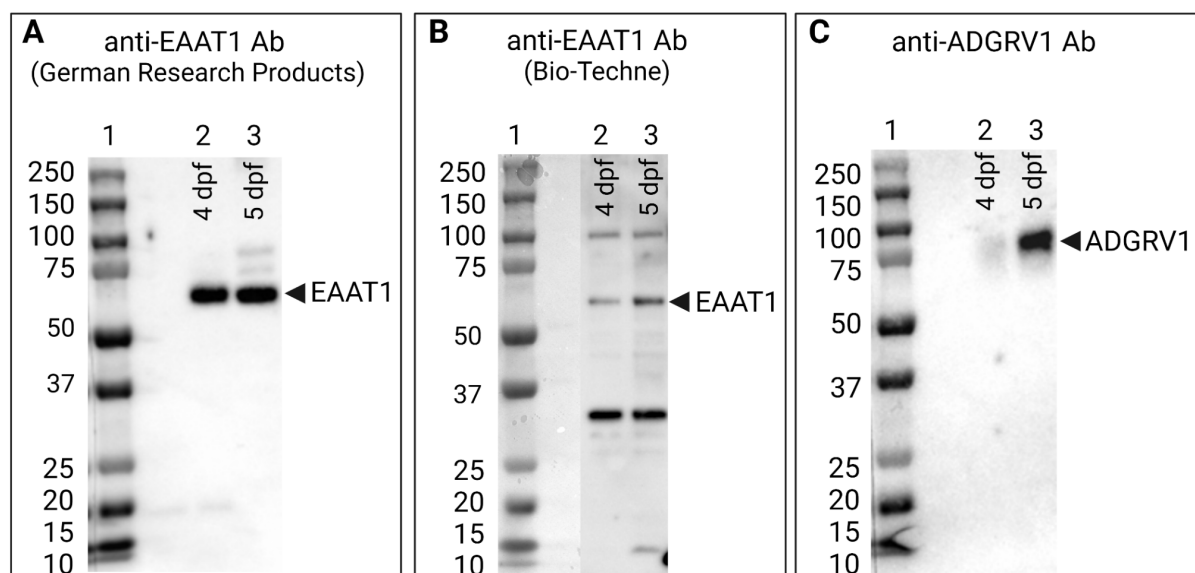 A
anti-EAAT1 Ab
(German Research Products)
1
2
3
4 dpf
5 dpf
250
150
100
75
50
37
25
20
15
10
EAAT1
B
anti-EAAT1 Ab
(Bio-Techne)
1
2
3
4 dpf
5 dpf
250
150
100
75
50
37
25
20
15
10
EAAT1
C
anti-ADGRV1 Ab
1
2
3
4 dpf
5 dpf
250
150
100
75
50
37
25
20
15
10
ADGRV1